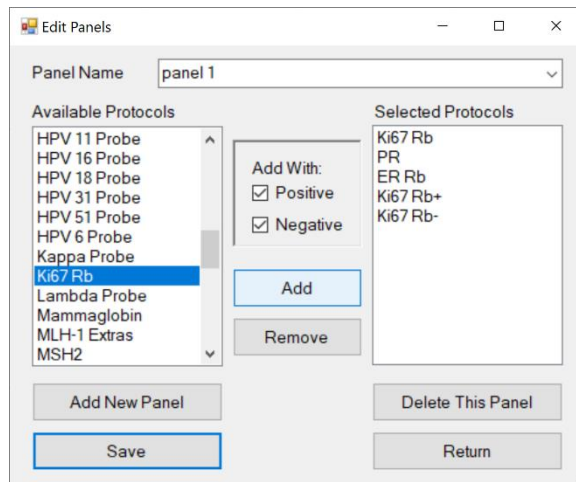 Edit Panels
Panel Name
panel 1
Available Protocols
HPV 11 Probe
HPV 16 Probe
HPV 18 Probe
HPV 31 Probe
HPV 51 Probe
HPV 6 Probe
Kappa Probe
Ki67 Rb
Lambda Probe
Mammaglobin
MLH-1 Extras
MSH2
Add With:
Positive
Negative
Add
Remove
Selected Protocols
Ki67 Rb
PR
ER Rb
Ki67 Rb+
Ki67 Rb-
Add New Panel
Delete This Panel
Save
Return